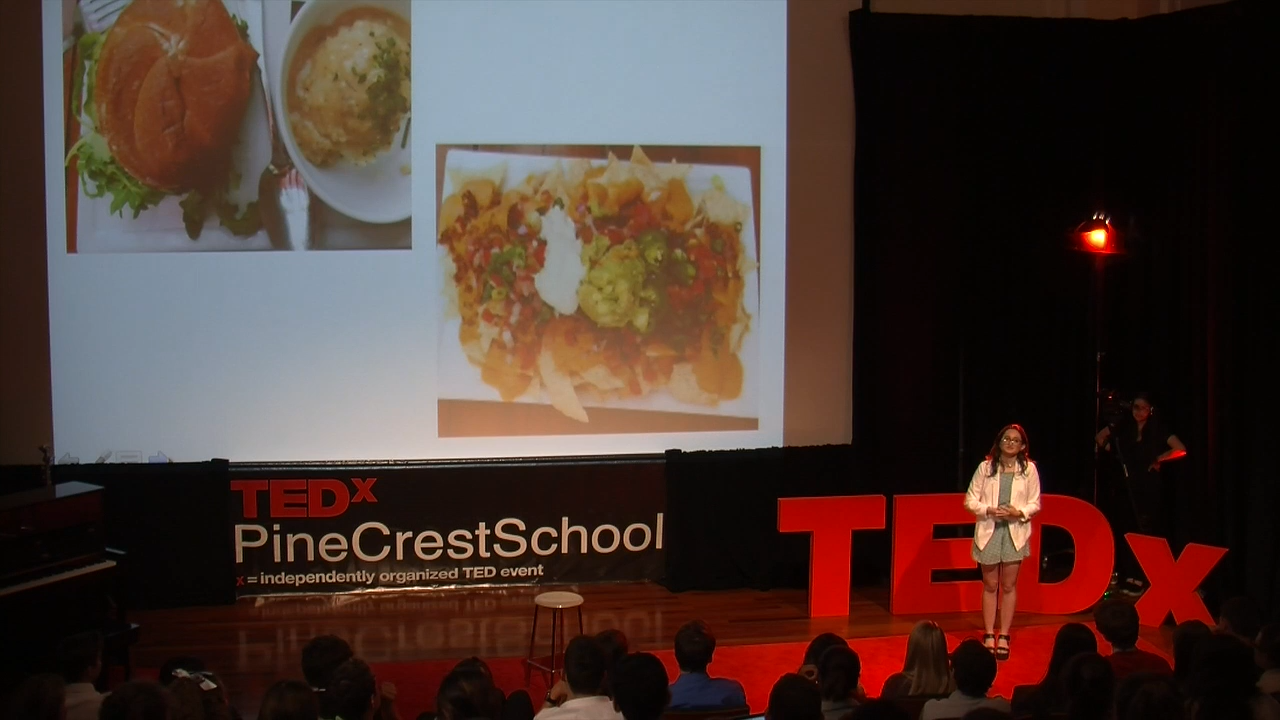 TEDx
PineCrestSchool
x = independently organized TED event
TEDx